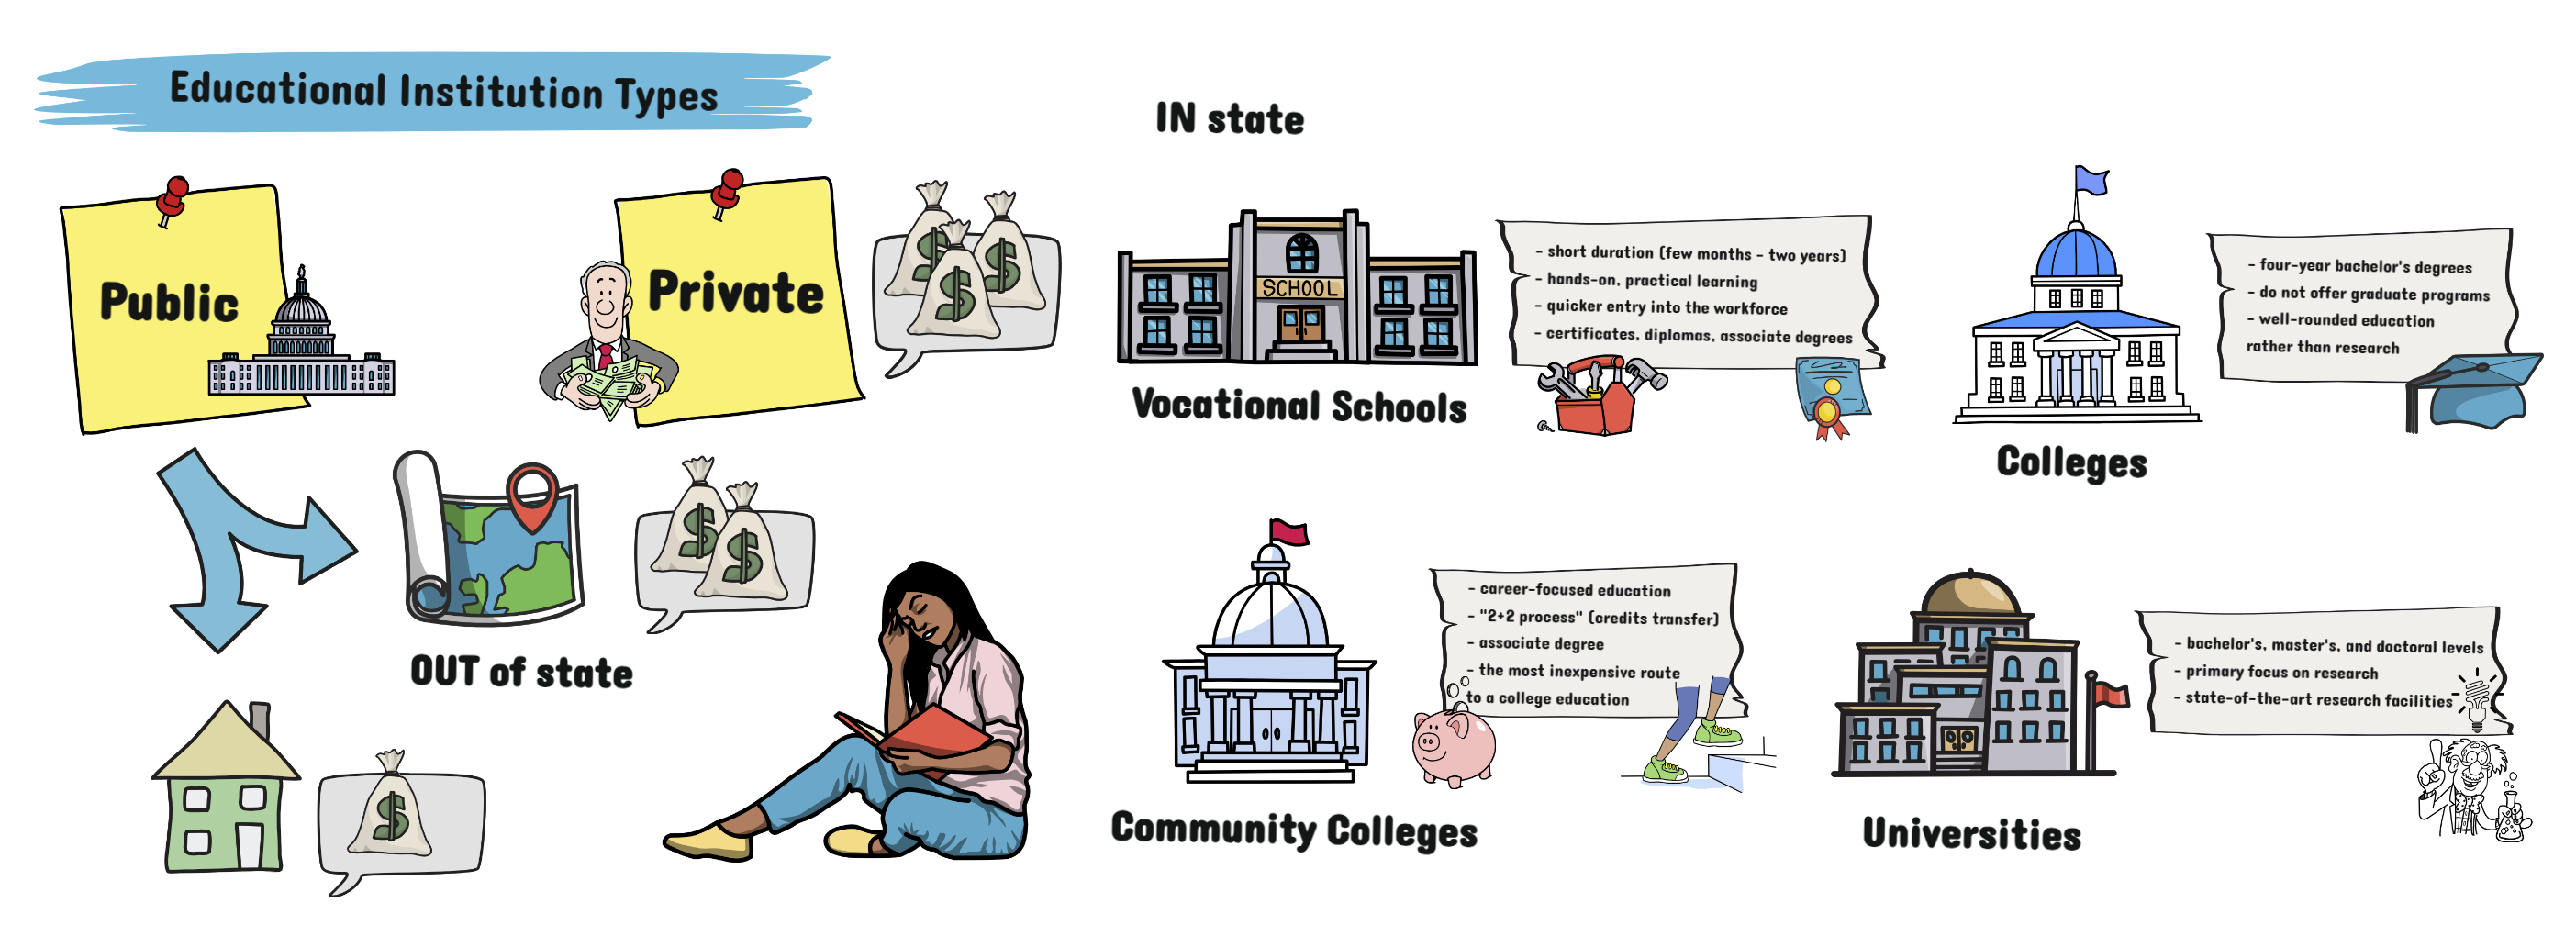 Educational Institution Types
Public
Private
OUT of state
IN state
SCHOOL
Vocational Schools
- short duration (few months - two years)
- hands-on, practical learning
- quicker entry into the workforce
- certificates, diplomas, associate degrees
Colleges
- four-year bachelor's degrees
- do not offer graduate programs
- well-rounded education
rather than research
Community Colleges
- career-focused education
- "2+2 process" (credits transfer)
- associate degree
- the most inexpensive route
to a college education
Universities
- bachelor's, master's, and doctoral levels
- primary focus on research
- state-of-the-art research facilities